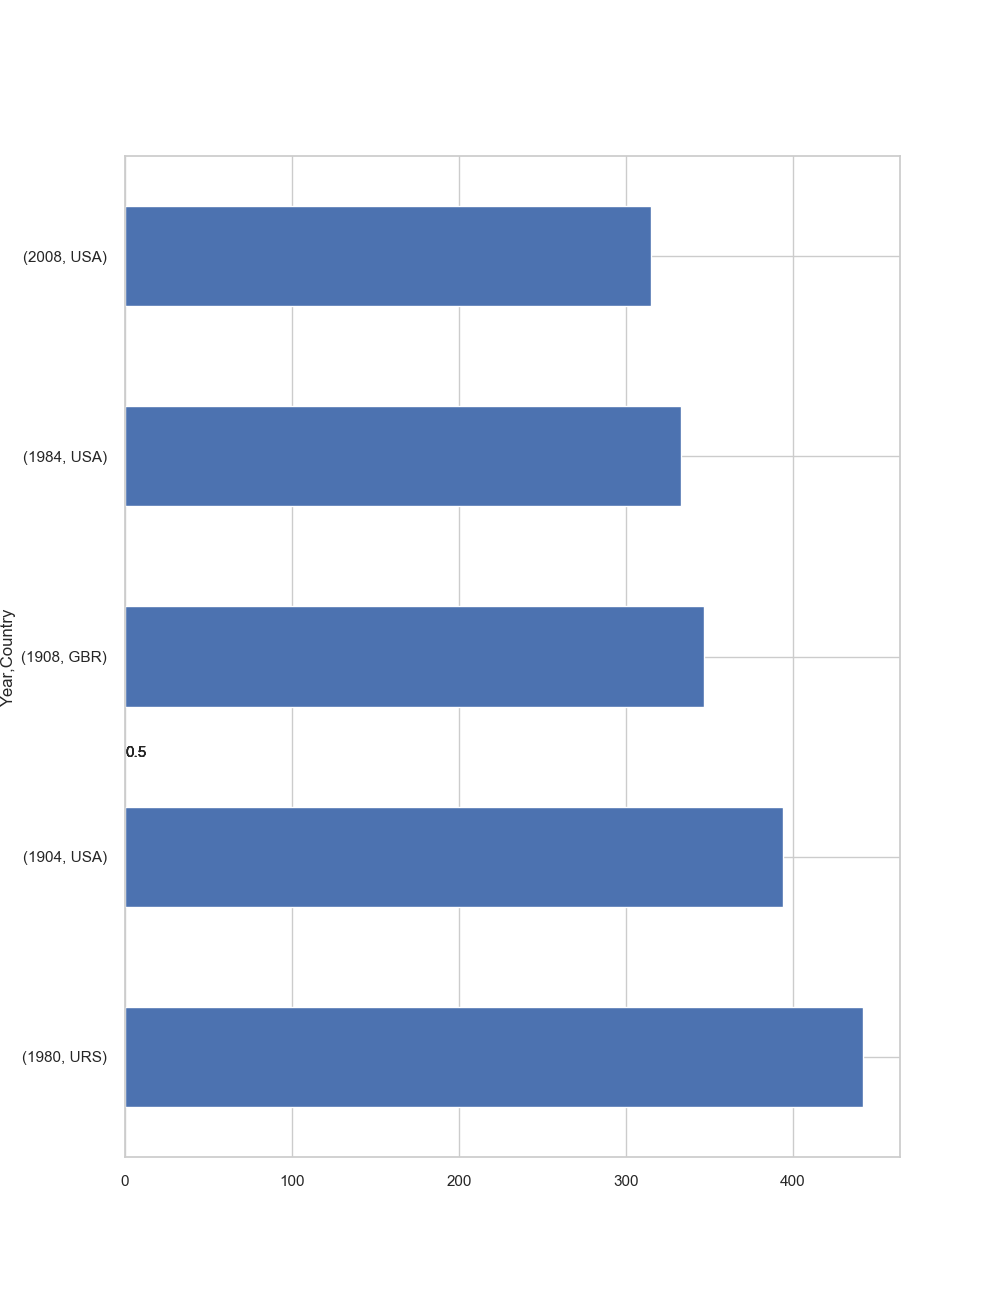 (2008, USA)
(1984, USA)
(1908, GBR)
0.5
(1904, USA)
(1980, URS)
Year,Country
0
100
200
300
400